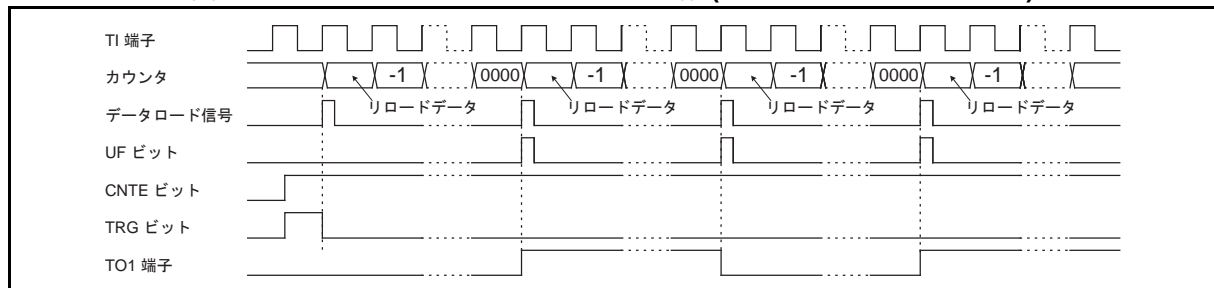 TI 端子
カウンタ -1 0000 -1 0000 -1 0000 -1
データロード信号 リロードデータ リロードデータ リロードデータ リロードデータ
UF ビット
CNTE ビット
TRG ビット
TO1 端子